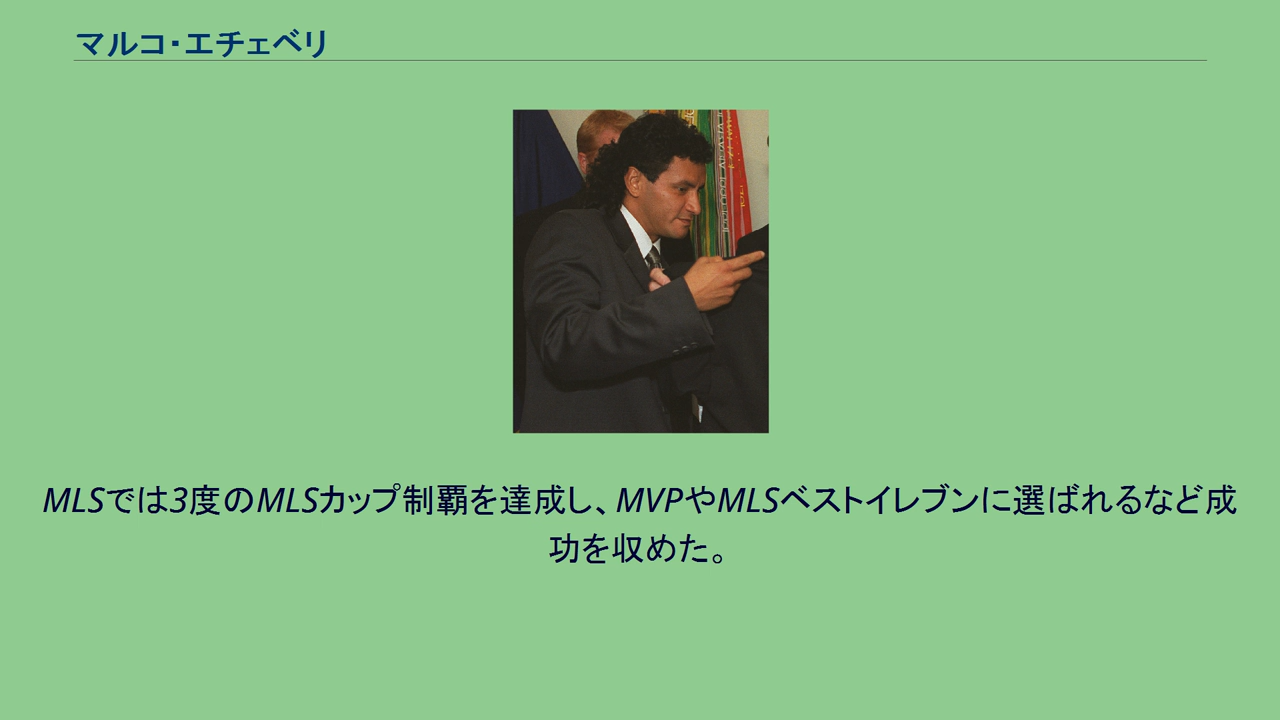 マルコ・エチェベリ
MLSでは3度のMLSカップ制覇を達成し、MVPやMLSベストイレブンに選ばれるなど成
功を収めた。